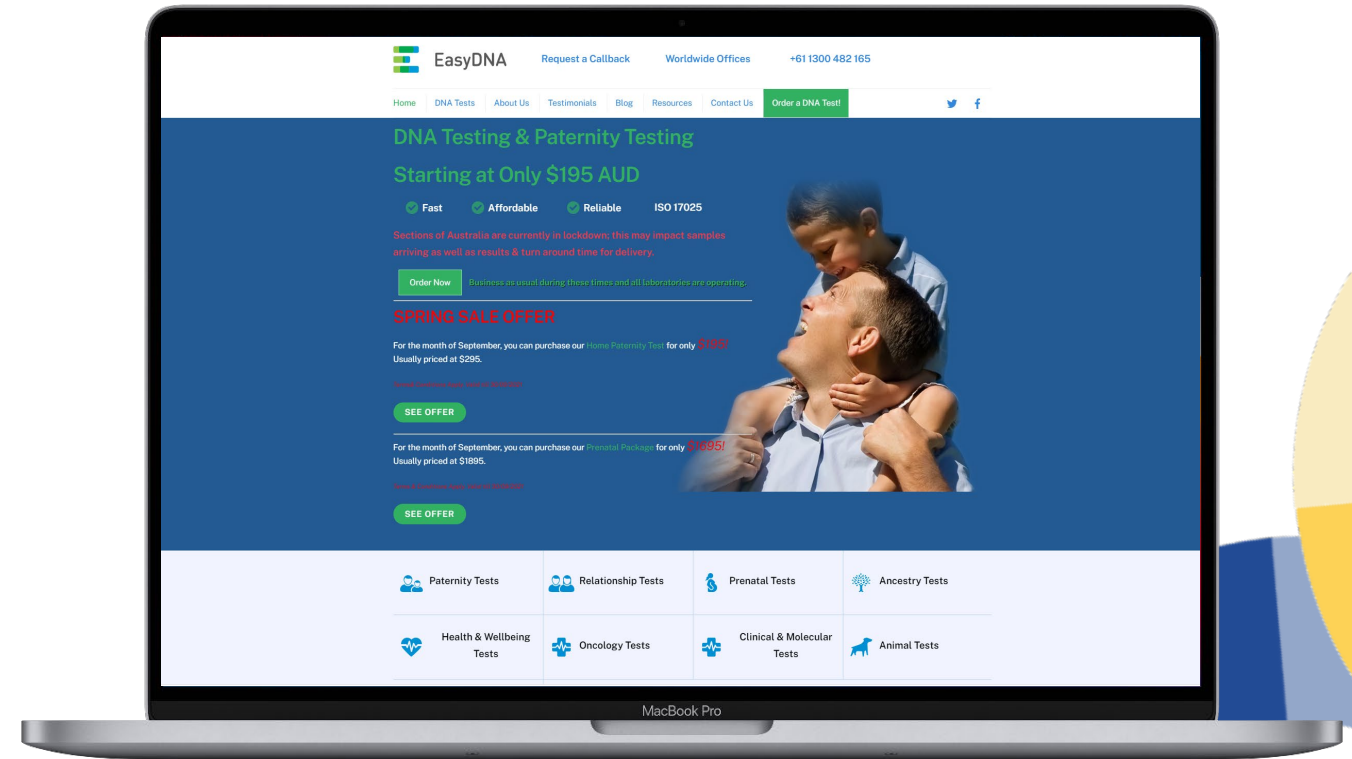 EasyDNA
Request a Callback
Worldwide Offices
+61 1300 482 165
Home
DNA Tests
About Us
Testimonials
Blog
Resources
Contact Us
Order a DNA Test!
DNA Testing & Paternity Testing
Starting at Only $195 AUD
Fast
Affordable
Reliable
ISO 17025
Sections of Australia are currently in lockdown; this may impact samples
arriving as well as results & turn around time for delivery.
Order Now
Business as usual during these times and all laboratories are operating.
SPRING SALE OFFER
For the month of September, you can purchase our Home Paternity Test for only $195!
Usually priced at $295.
SEE OFFER
For the month of September, you can purchase our Prenatal Package for only $1695!
Usually priced at $1895.
SEE OFFER
Paternity Tests
Relationship Tests
Prenatal Tests
Ancestry Tests
Health & Wellbeing
Tests
Oncology Tests
Clinical & Molecular
Tests
Animal Tests
MacBook Pro